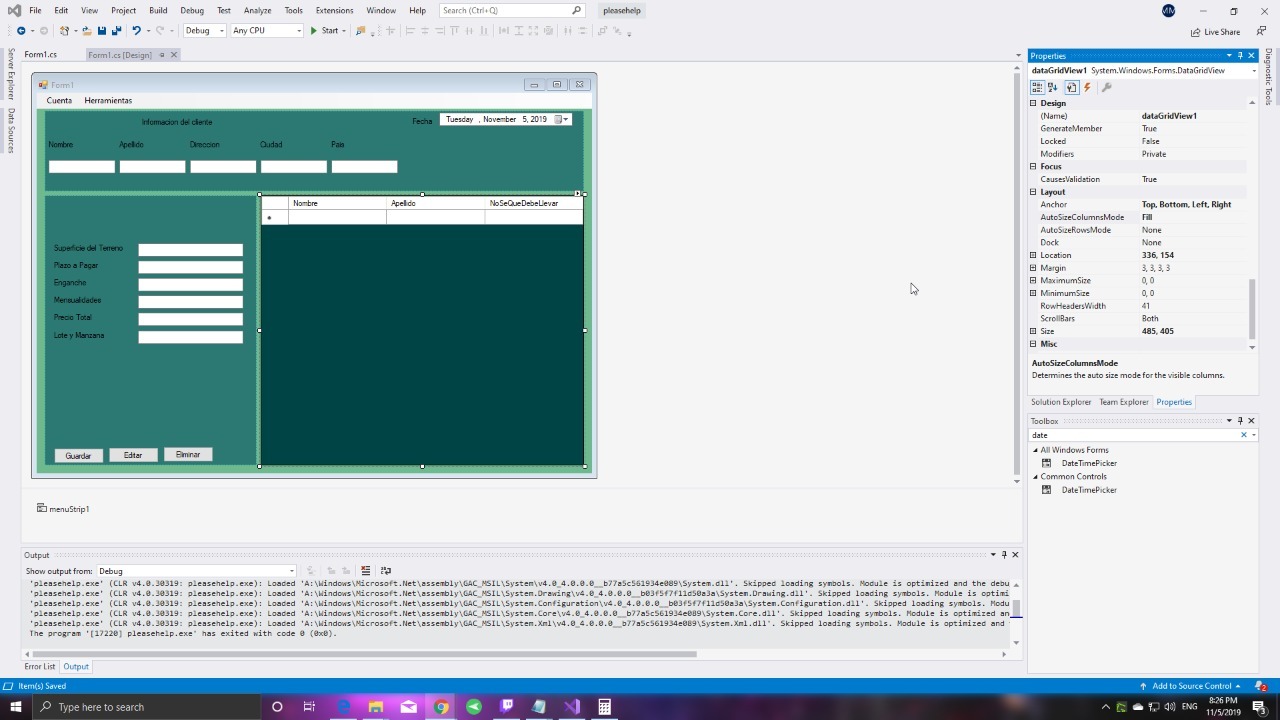 File Edit View Project Build Debug Test Analyze Tools Extensions Window Help Search (Ctrl+Q) pleasehelp MM
Debug Any CPU Start Live Share
Form1.cs Form1.cs [Design]
Server Explorer
Data Sources
Form1
Cuenta Herramientas
Informacion del cliente Fecha Tuesday , November 5, 2019
Nombre Apellido Direccion Ciudad Pais
Nombre Apellido NoSeQueDebeLlevar
Superficie del Terreno
Plazo a Pagar
Enganche
Mensualidades
Precio Total
Lote y Manzana
Guardar Editar Eliminar
menuStrip1
Output
Show output from: Debug
'pleasehelp.exe' (CLR v4.0.30319: pleasehelp.exe): Loaded 'A:\Windows\Microsoft.Net\assembly\GAC_MSIL\System\v4.0_4.0.0.0__b77a5c561934e089\System.dll'. Skipped loading symbols. Module is optimized and the debu
'pleasehelp.exe' (CLR v4.0.30319: pleasehelp.exe): Loaded 'A:\Windows\Microsoft.Net\assembly\GAC_MSIL\System.Drawing\v4.0_4.0.0.0__b03f5f7f11d50a3a\System.Drawing.dll'. Skipped loading symbols. Module is optimi
'pleasehelp.exe' (CLR v4.0.30319: pleasehelp.exe): Loaded 'A:\Windows\Microsoft.Net\assembly\GAC_MSIL\System.Configuration\v4.0_4.0.0.0__b03f5f7f11d50a3a\System.Configuration.dll'. Skipped loading symbols. Modu
'pleasehelp.exe' (CLR v4.0.30319: pleasehelp.exe): Loaded 'A:\Windows\Microsoft.Net\assembly\GAC_MSIL\System.Core\v4.0_4.0.0.0__b77a5c561934e089\System.Core.dll'. Skipped loading symbols. Module is optimized an
'pleasehelp.exe' (CLR v4.0.30319: pleasehelp.exe): Loaded 'A:\Windows\Microsoft.Net\assembly\GAC_MSIL\System.Xml\v4.0_4.0.0.0__b77a5c561934e089\System.Xml.dll'. Skipped loading symbols. Module is optimized and
The program '[17220] pleasehelp.exe' has exited with code 0 (0x0).
Error List Output
Properties
dataGridView1 System.Windows.Forms.DataGridView
Design
(Name) dataGridView1
GenerateMember True
Locked False
Modifiers Private
Focus
CausesValidation True
Layout
Anchor Top, Bottom, Left, Right
AutoSizeColumnsMode Fill
AutoSizeRowsMode None
Dock None
Location 336, 154
Margin 3, 3, 3, 3
MaximumSize 0, 0
MinimumSize 0, 0
RowHeadersWidth 41
ScrollBars Both
Size 485, 405
Misc
AutoSizeColumnsMode
Determines the auto size mode for the visible columns.
Solution Explorer Team Explorer Properties
Toolbox
date
All Windows Forms
DateTimePicker
Common Controls
DateTimePicker
Diagnostic Tools
Item(s) Saved Add to Source Control 2
Type here to search
8:26 PM
11/5/2019